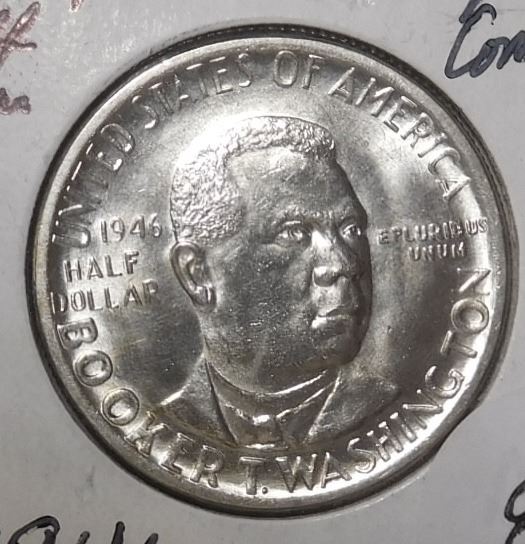 UNITED STATES OF AMERICA
1946
HALF
DOLLAR
E PLURIBUS
UNUM
BOOKER T. WASHINGTON